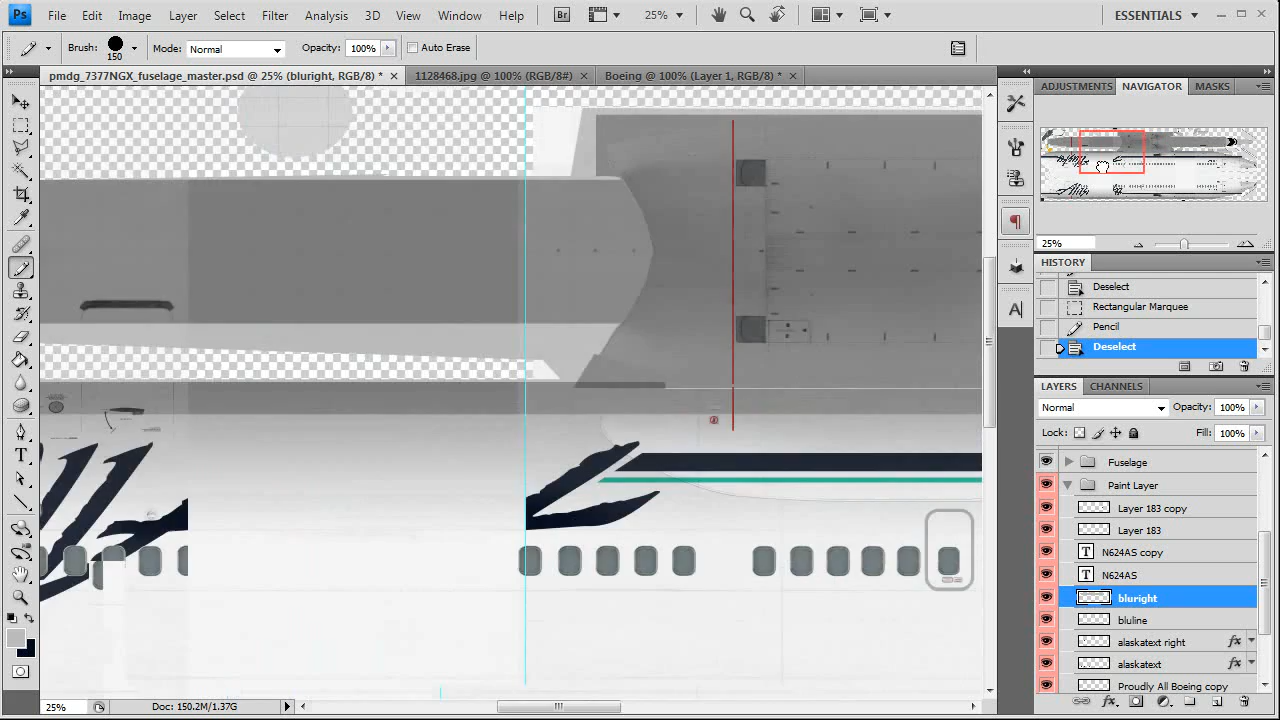 Ps File Edit Image Layer Select Filter Analysis 3D View Window Help Br 25% ESSENTIALS
Brush: 150 Mode: Normal Opacity: 100% Auto Erase
pmdg_7377NGX_fuselage_master.psd @ 25% (bluright, RGB/8) * 1128468.jpg @ 100% (RGB/8#) Boeing @ 100% (Layer 1, RGB/8) *
ADJUSTMENTS NAVIGATOR MASKS
25%
HISTORY
Deselect
Rectangular Marquee
Pencil
Deselect
LAYERS CHANNELS
Normal Opacity: 100%
Lock: Fill: 100%
Fuselage
Paint Layer
Layer 183 copy
Layer 183
T N624AS copy
T N624AS
bluright
bluline
alaskatext right fx
alaskatext fx
Proudly All Boeing copy
25% Doc: 150.2M/1.37G